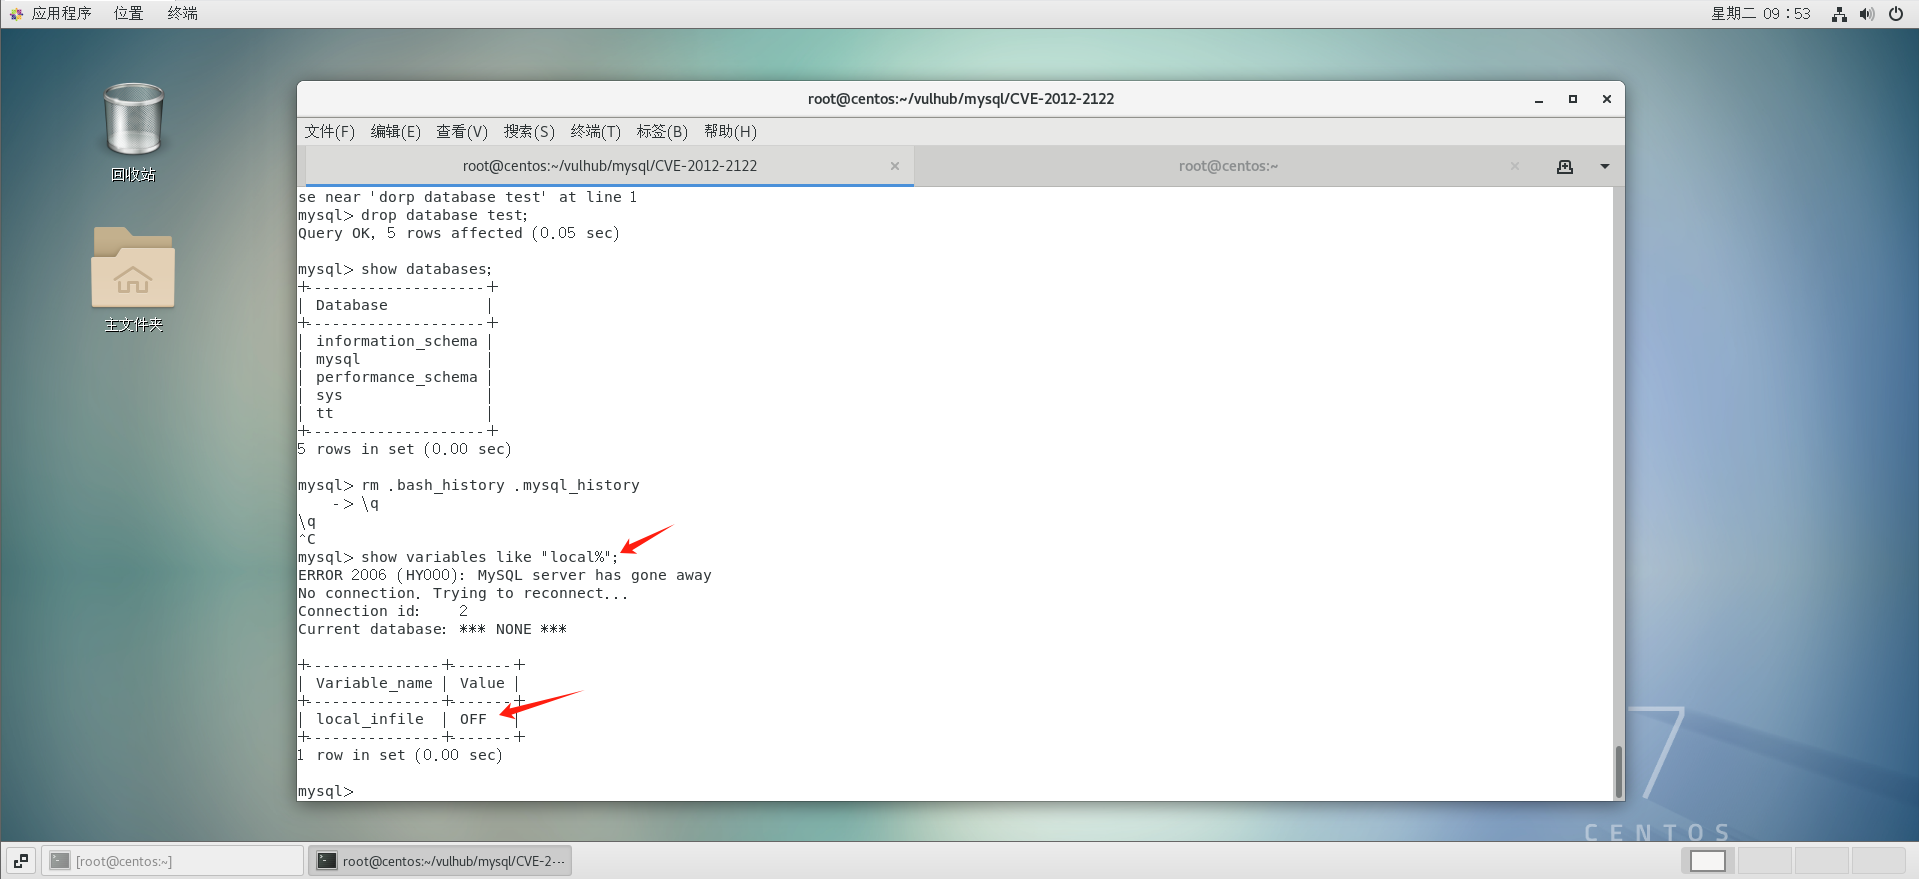 应用程序 位置 终端 星期二 09：53
回收站
主文件夹
root@centos:~/vulhub/mysql/CVE-2012-2122
文件(F) 编辑(E) 查看(V) 搜索(S) 终端(T) 标签(B) 帮助(H)
root@centos:~/vulhub/mysql/CVE-2012-2122 root@centos:~
se near 'dorp database test' at line 1
mysql> drop database test;
Query OK, 5 rows affected (0.05 sec)
mysql> show databases;
+--------------------+
| Database           |
+--------------------+
| information_schema |
| mysql              |
| performance_schema |
| sys                |
| tt                 |
+--------------------+
5 rows in set (0.00 sec)
mysql> rm .bash_history .mysql_history
    -> \q
\q
^C
mysql> show variables like "local%";
ERROR 2006 (HY000): MySQL server has gone away
No connection. Trying to reconnect...
Connection id:    2
Current database: *** NONE ***
+---------------+-------+
| Variable_name | Value |
+---------------+-------+
| local_infile  | OFF   |
+---------------+-------+
1 row in set (0.00 sec)
mysql>
7
CENTOS
[root@centos:~] root@centos:~/vulhub/mysql/CVE-2···